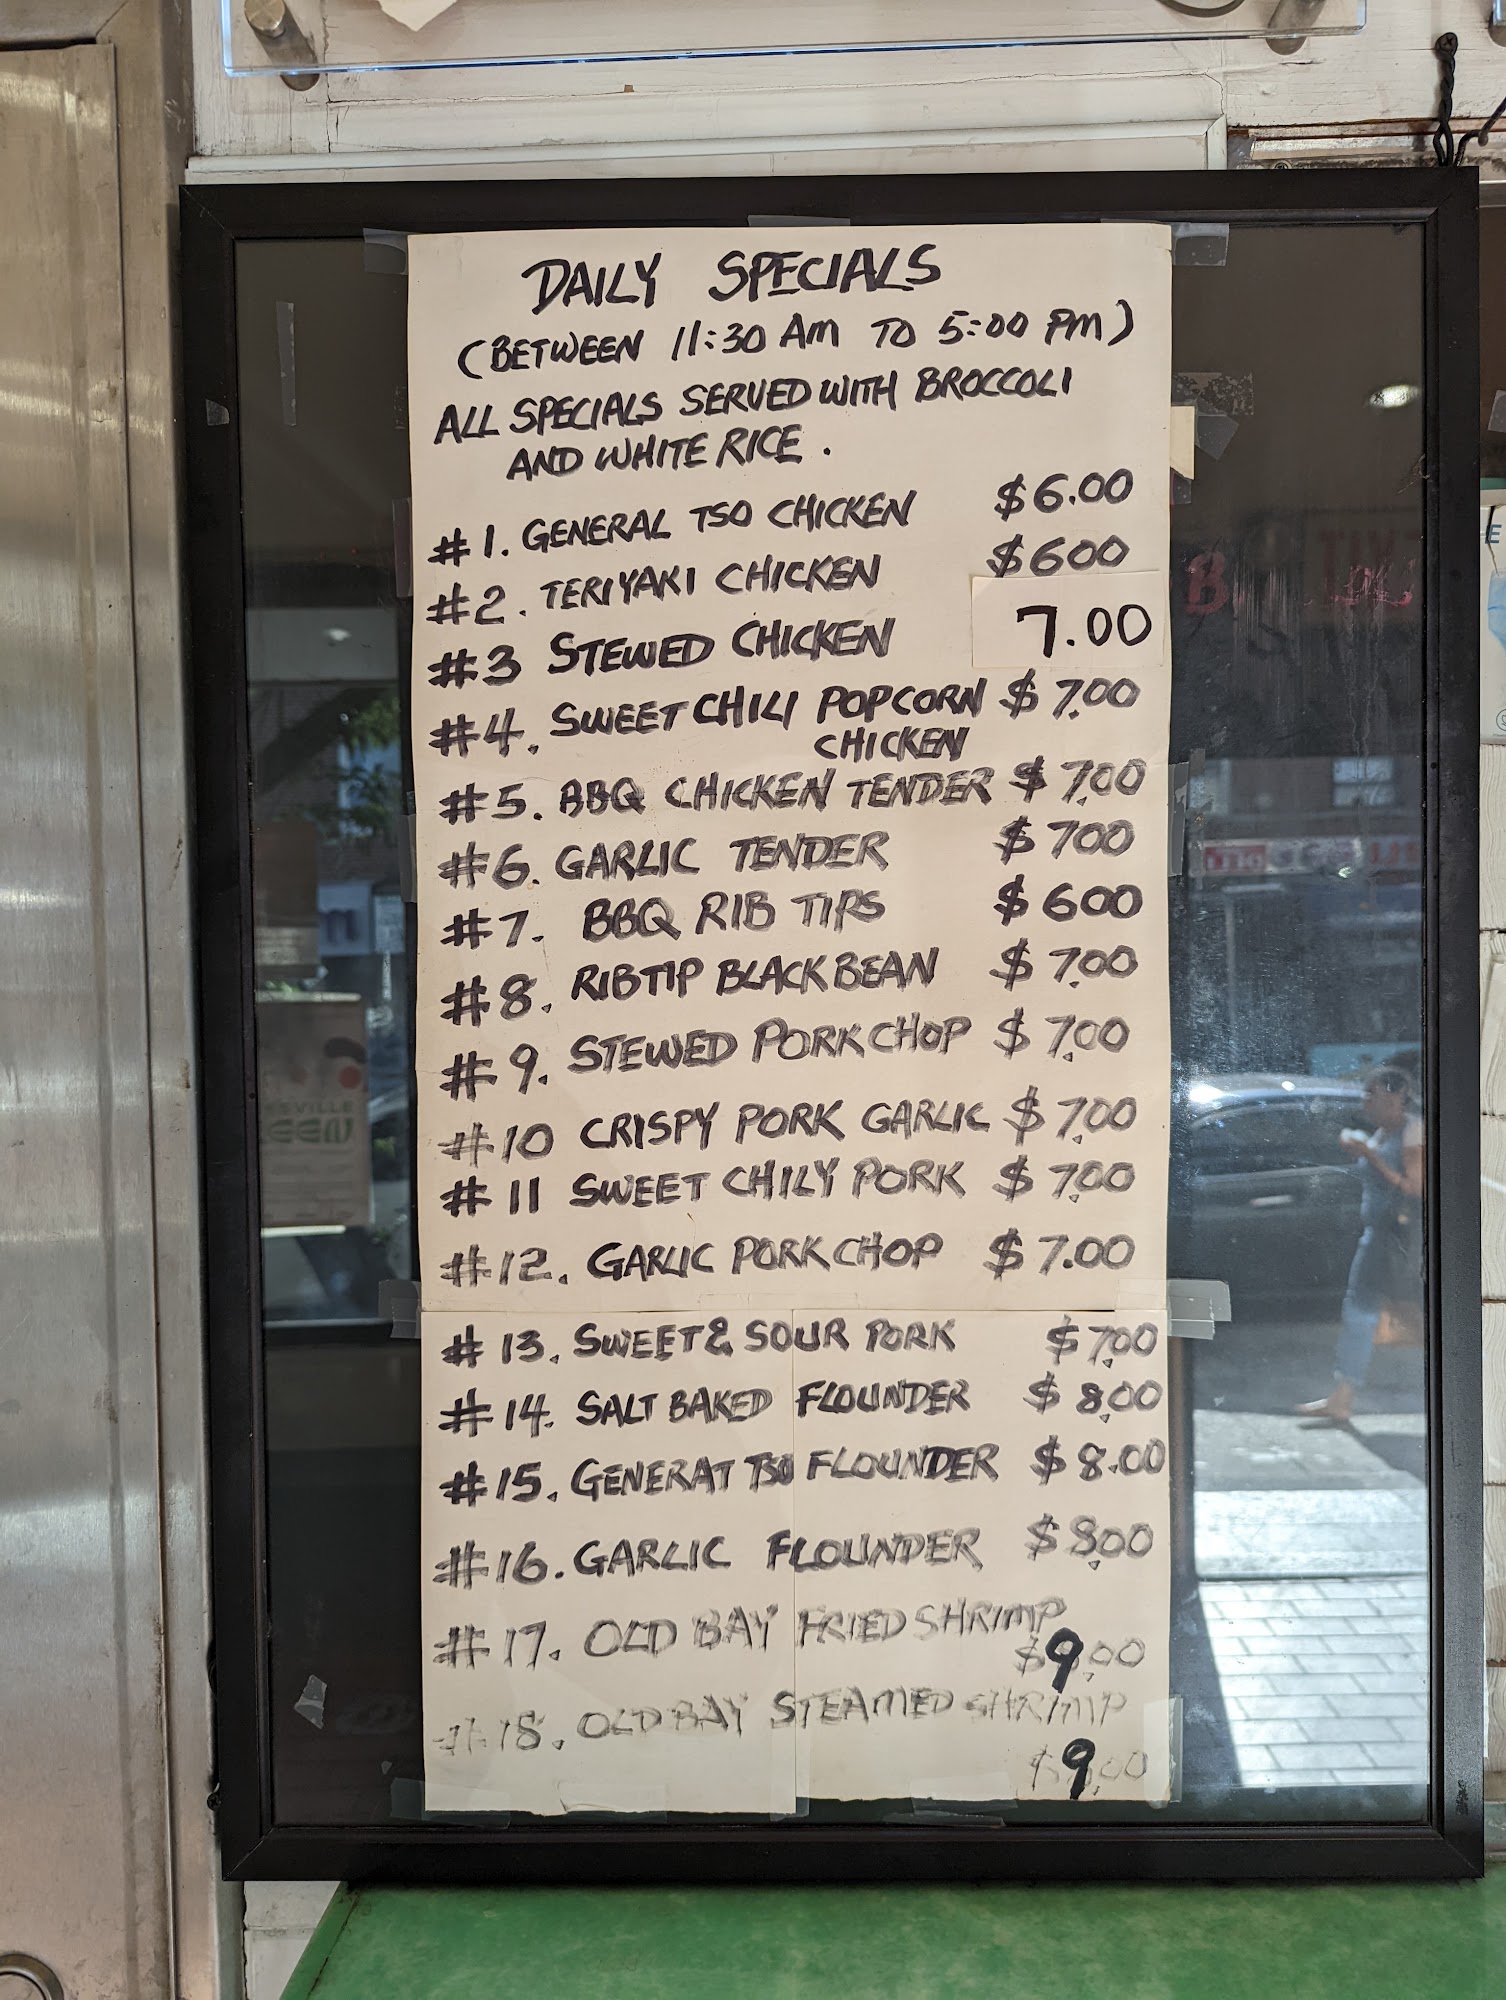 DAILY SPECIALS
(BETWEEN 11:30 AM TO 5:00 PM)
ALL SPECIALS SERVED WITH BROCCOLI
AND WHITE RICE.
#1. GENERAL TSO CHICKEN $6.00
#2. TERIYAKI CHICKEN $600
#3 STEWED CHICKEN 7.00
#4. SWEET CHILI POPCORN $7.00
CHICKEN
#5. BBQ CHICKEN TENDER $7.00
#6. GARLIC TENDER $700
#7. BBQ RIB TIPS $600
#8. RIBTIP BLACK BEAN $7.00
#9. STEWED PORK CHOP $7.00
#10 CRISPY PORK GARLIC $7.00
#11 SWEET CHILY PORK $7.00
#12. GARLIC PORK CHOP $7.00
#13. SWEET & SOUR PORK $7.00
#14. SALT BAKED FLOUNDER $8.00
#15. GENERAT TSO FLOUNDER $8.00
#16. GARLIC FLOUNDER $8.00
#17. OLD BAY FRIED SHRIMP
$9.00
#18. OLD BAY STEAMED SHRIMP
$9.00